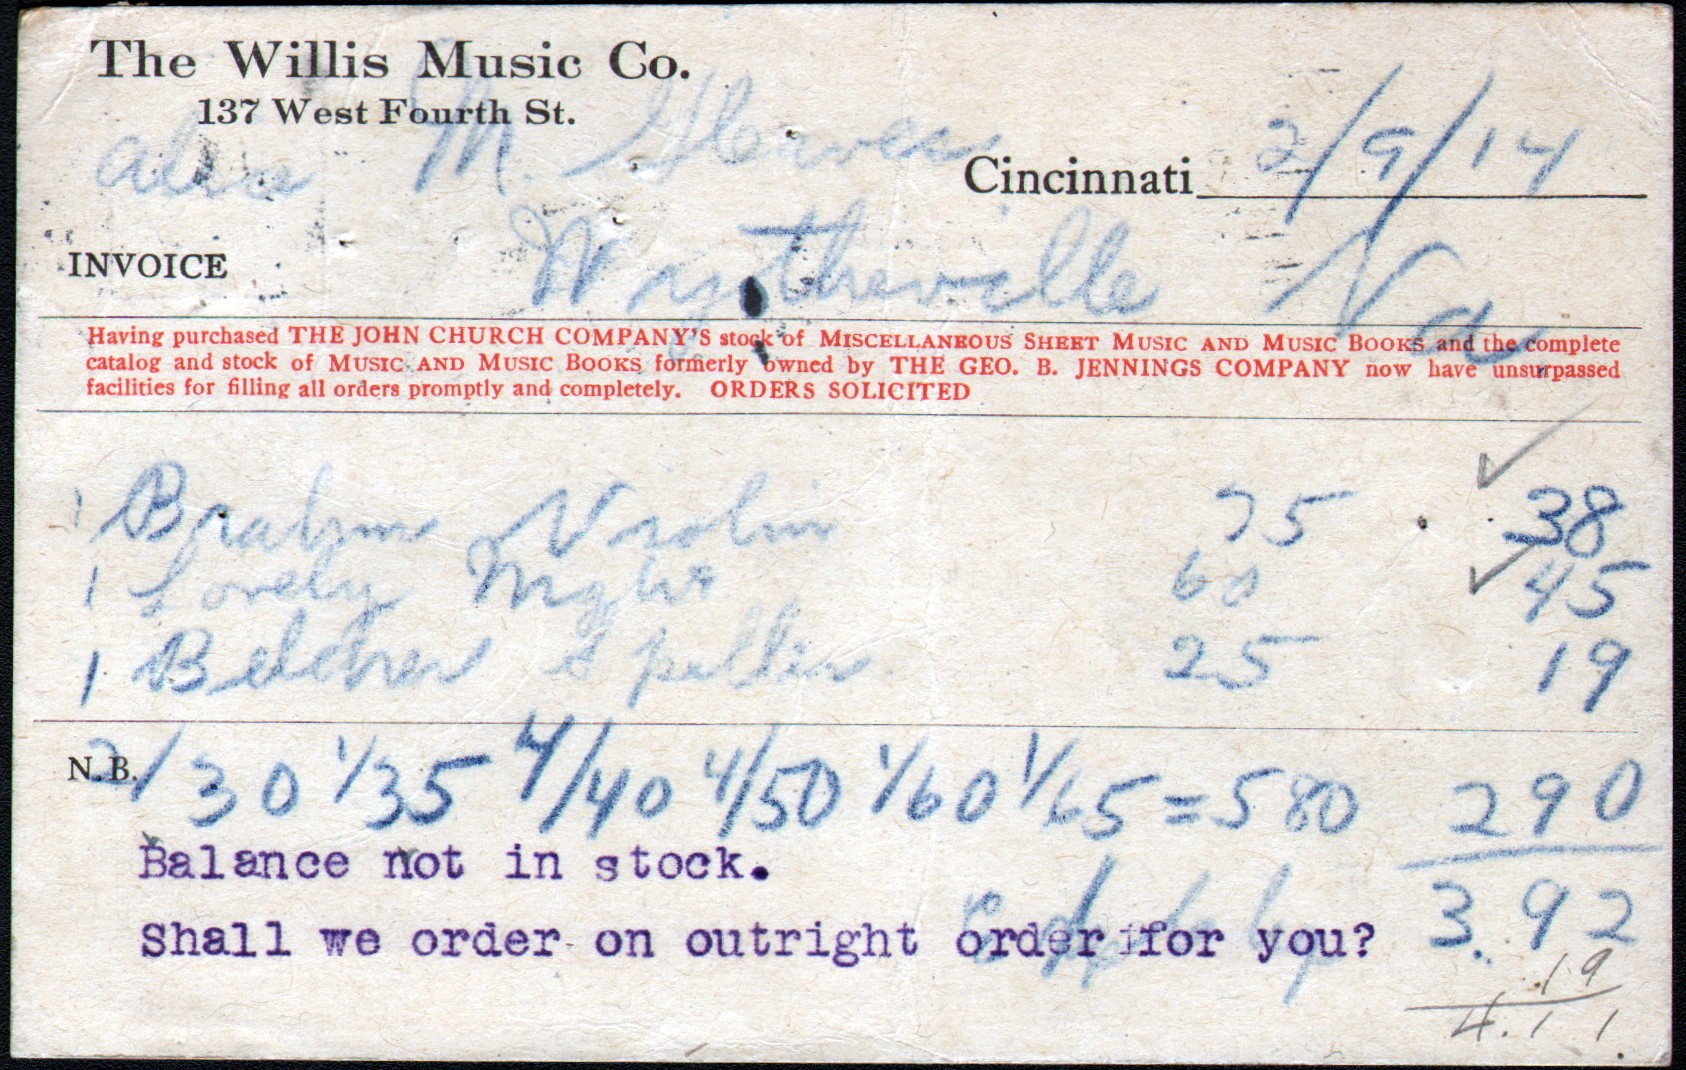 The Willis Music Co.
137 West Fourth St.
M.
Cincinnati 2/9/14
INVOICE
Wytheville Va
Having purchased THE JOHN CHURCH COMPANY'S stock of MISCELLANEOUS SHEET MUSIC AND MUSIC BOOKS and the complete
catalog and stock of MUSIC AND MUSIC BOOKS formerly owned by THE GEO. B. JENNINGS COMPANY now have unsurpassed
facilities for filling all orders promptly and completely. ORDERS SOLICITED
1 Brahm Violin 75 38
1 Lovely Night 60 45
1 Belcher 25 19
N.B. 2/30 1/35 4/40 4/50 1/60 1/65 = 580 290
Balance not in stock.
3.92
Shall we order on outright order for you?
.19
4.11